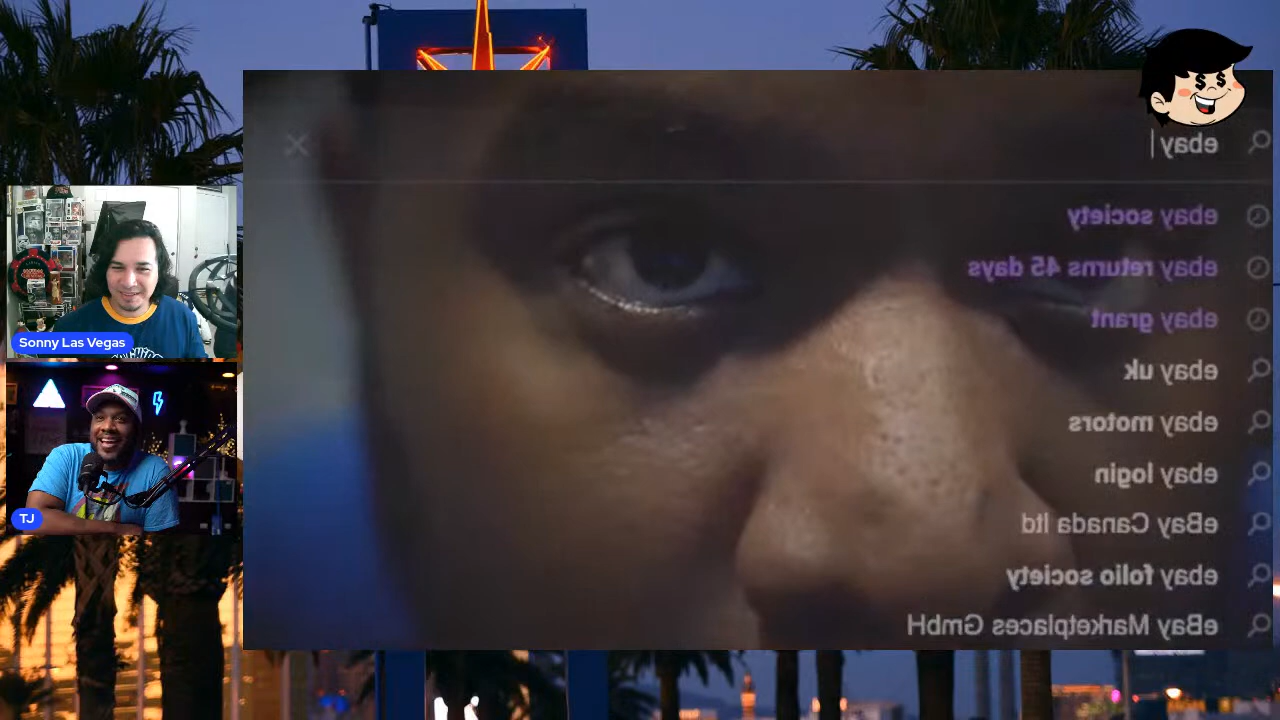 ebay
ebay society
ebay returns 45 days
ebay grant
ebay uk
ebay motors
ebay login
eBay Canada ltd
ebay folio society
eBay Marketplaces GmbH
Sonny Las Vegas
TJ